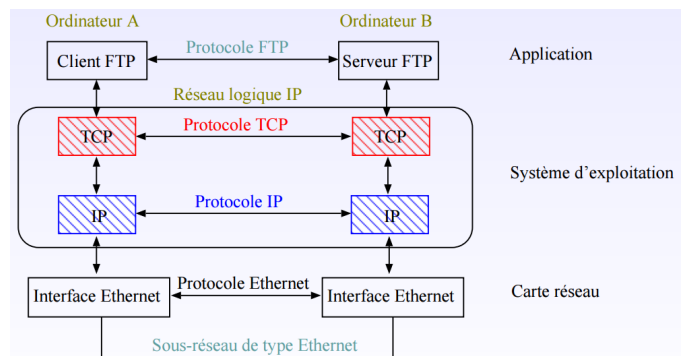 Ordinateur A
Ordinateur B
Protocole FTP
Client FTP
Serveur FTP
Application
Réseau logique IP
TCP
Protocole TCP
TCP
Système d'exploitation
IP
Protocole IP
IP
Interface Ethernet
Protocole Ethernet
Interface Ethernet
Carte réseau
Sous-réseau de type Ethernet